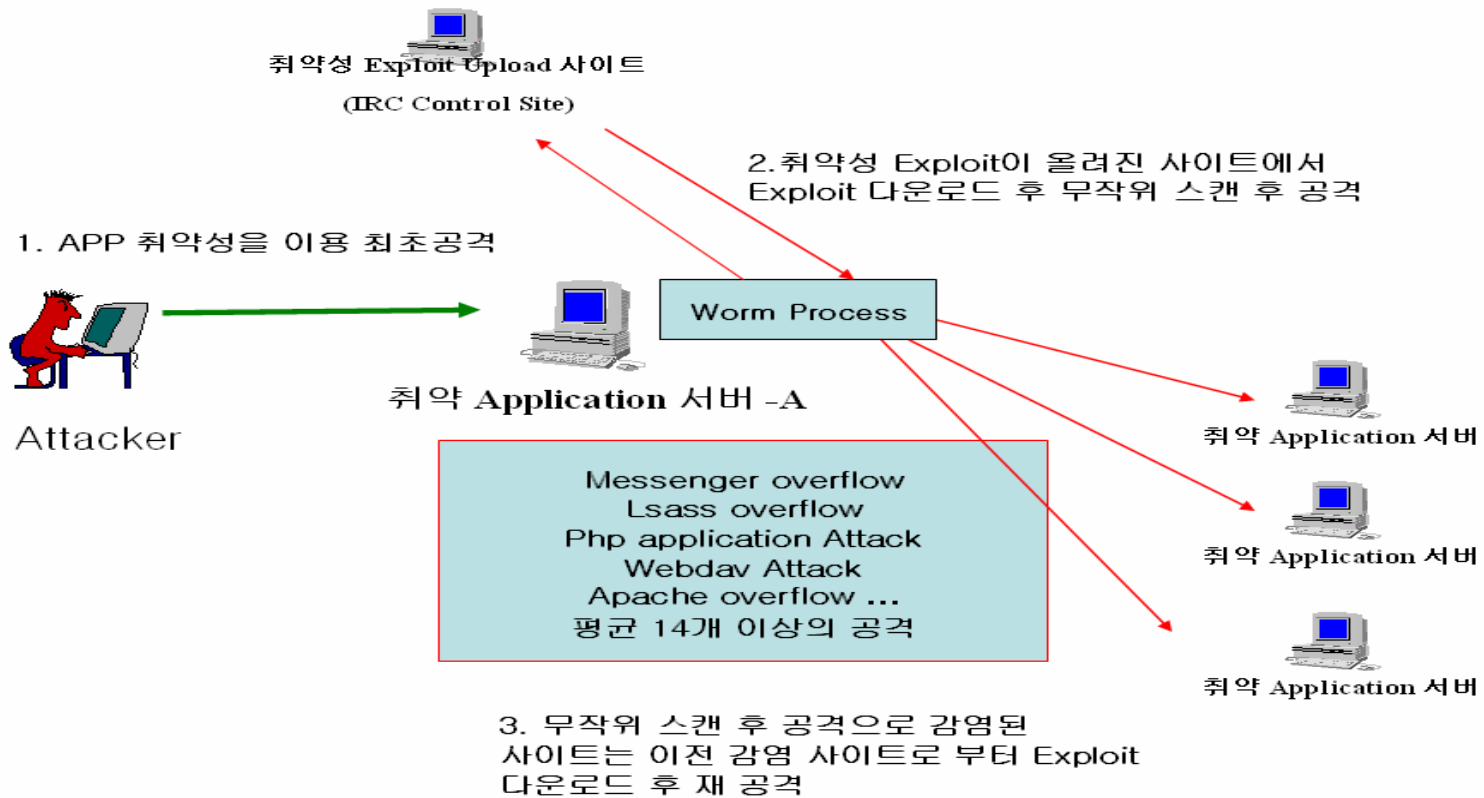 취약성 Exploit Upload 사이트
(IRC Control Site)
2.취약성 Exploit이 올려진 사이트에서
Exploit 다운로드 후 무작위 스캔 후 공격
1. APP 취약성을 이용 최초공격
Worm Process
취약 Application 서버 -A
Attacker
취약 Application 서버
취약 Application 서버
취약 Application 서버
Messenger overflow
Lsass overflow
Php application Attack
Webdav Attack
Apache overflow ...
평균 14개 이상의 공격
3. 무작위 스캔 후 공격으로 감염된
사이트는 이전 감염 사이트로 부터 Exploit
다운로드 후 재 공격